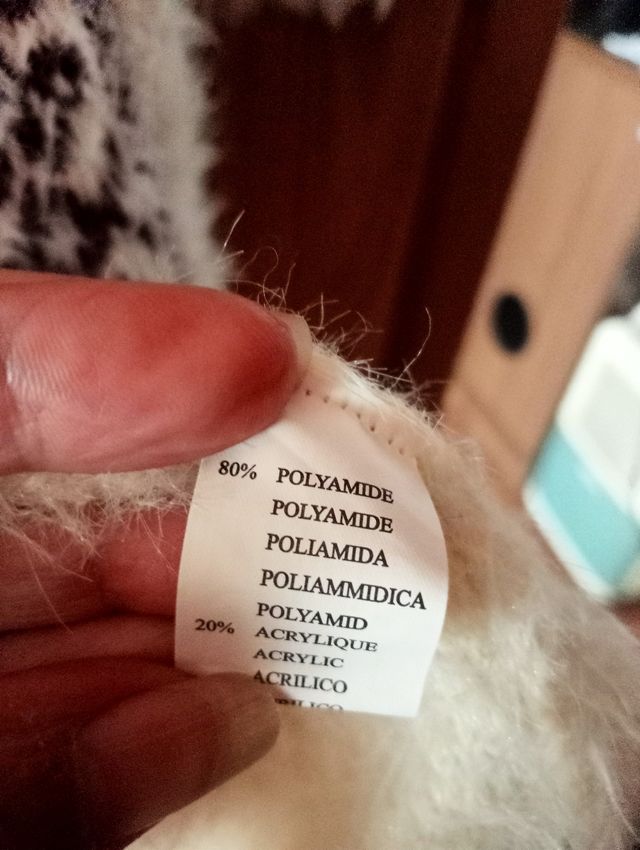 80% POLYAMIDE
POLYAMIDE
POLIAMIDA
POLIAMMIDICA
POLYAMID
20% ACRYLIQUE
ACRYLIC
ACRILICO